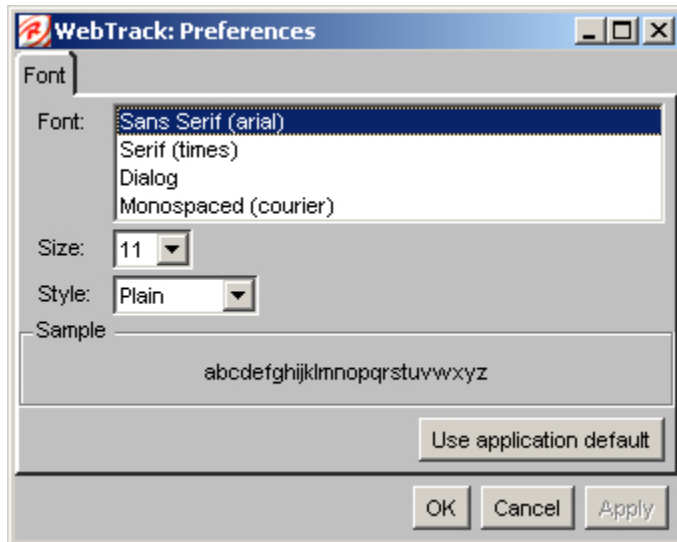 WebTrack: Preferences
Font
Font:
Sans Serif (arial)
Serif (times)
Dialog
Monospaced (courier)
Size: 11
Style: Plain
Sample
abcdefghijklmnopqrstuvwxyz
Use application default
OK Cancel Apply